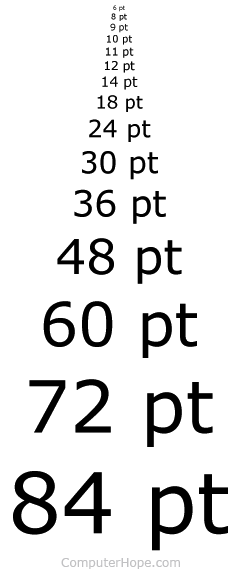 6 pt
8 pt
9 pt
10 pt
11 pt
12 pt
14 pt
18 pt
24 pt
30 pt
36 pt
48 pt
60 pt
72 pt
84 pt
ComputerHope.com